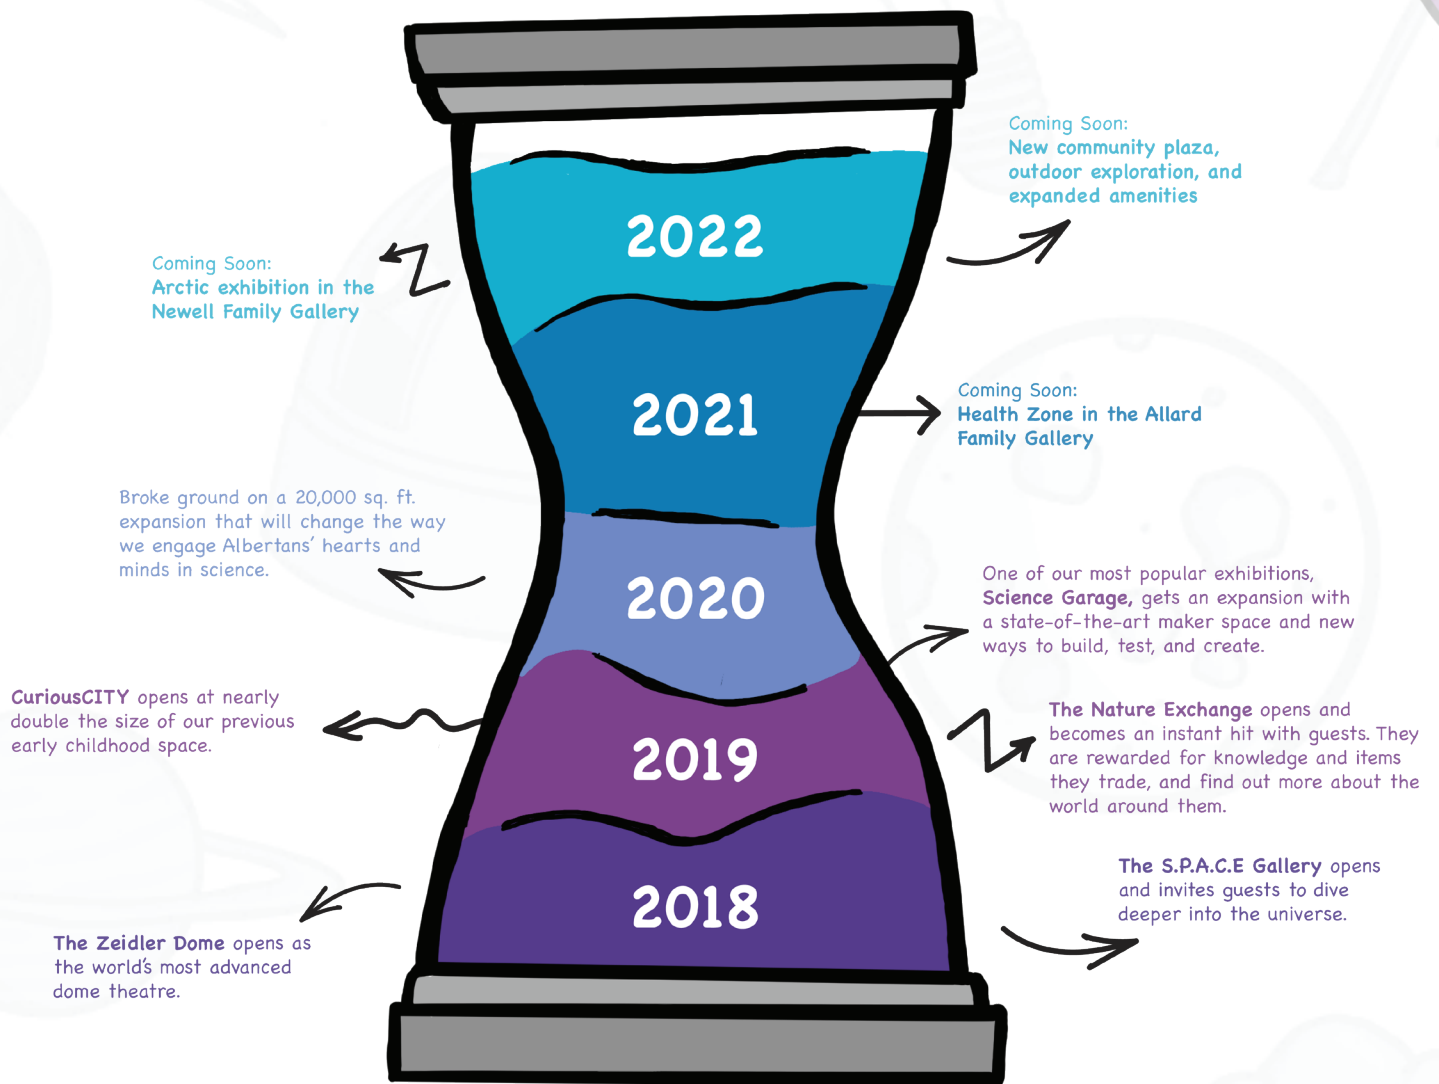 Coming Soon:
New community plaza,
outdoor exploration, and
expanded amenities
2022
Coming Soon:
Arctic exhibition in the
Newell Family Gallery
2021
Coming Soon:
Health Zone in the Allard
Family Gallery
Broke ground on a 20,000 sq. ft.
expansion that will change the way
we engage Albertans’ hearts and
minds in science.
2020
One of our most popular exhibitions,
Science Garage, gets an expansion with
a state-of-the-art maker space and new
ways to build, test, and create.
CuriousCITY opens at nearly
double the size of our previous
early childhood space.
2019
The Nature Exchange opens and
becomes an instant hit with guests. They
are rewarded for knowledge and items
they trade, and find out more about the
world around them.
2018
The S.P.A.C.E Gallery opens
and invites guests to dive
deeper into the universe.
The Zeidler Dome opens as
the world’s most advanced
dome theatre.